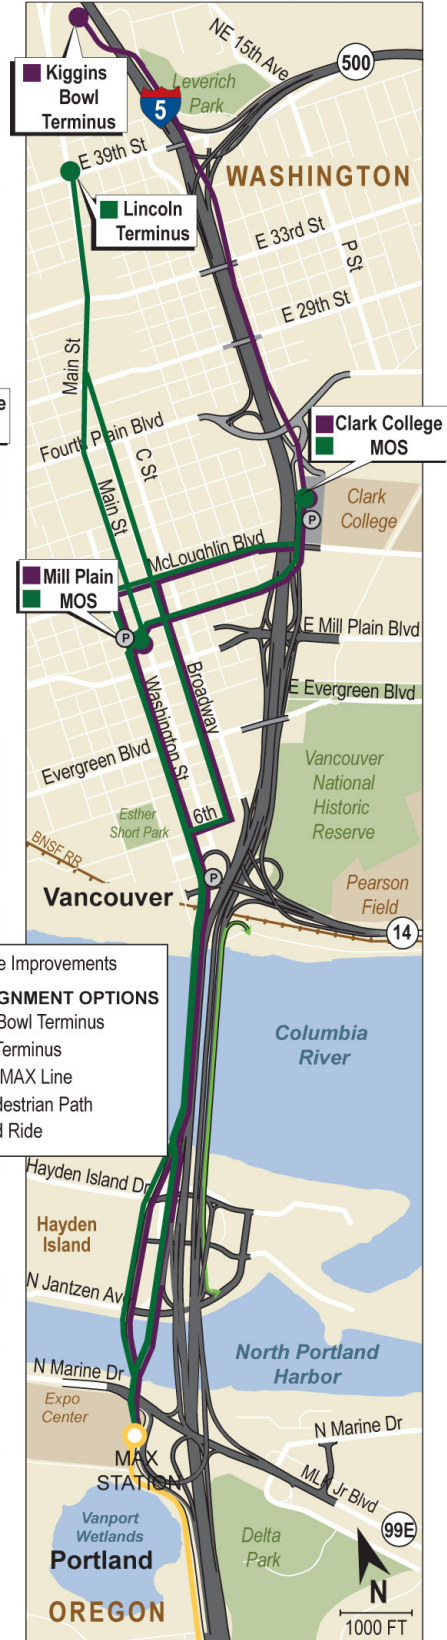 NE 15th Ave
500
Kiggins
Bowl
Terminus
Leverich
Park
5
E 39th St
WASHINGTON
Lincoln
Terminus
E 33rd St
P St
E 29th St
Main St
e
Fourth Plain Blvd
C St
Clark College
MOS
Main St
P
Clark
College
McLoughlin Blvd
Mill Plain
MOS
P
E Mill Plain Blvd
Broadway
Washington St
E Evergreen Blvd
Evergreen Blvd
Vancouver
National
Historic
Reserve
Esther
Short Park
6th
BNSF RR
P
Vancouver
Pearson
Field
14
e Improvements
GNMENT OPTIONS
Bowl Terminus
Terminus
MAX Line
destrian Path
d Ride
Columbia
River
Hayden Island Dr
Hayden
Island
N Jantzen Av
North Portland
Harbor
N Marine Dr
Expo
Center
N Marine Dr
MAX
STATION
MLK Jr Blvd
Vanport
Wetlands
99E
Delta
Park
Portland
N
OREGON
1000 FT